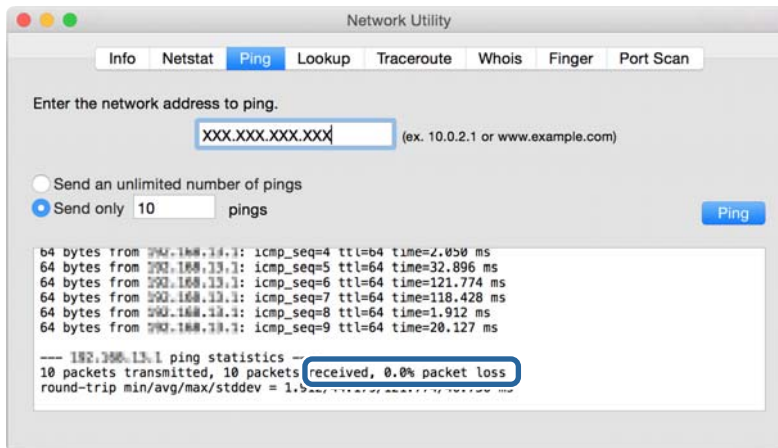 Network Utility
Info Netstat Ping Lookup Traceroute Whois Finger Port Scan
Enter the network address to ping.
XXX.XXX.XXX.XXX (ex. 10.0.2.1 or www.example.com)
Send an unlimited number of pings
Send only 10 pings
Ping
64 bytes from icmp_seq=4 ttl=64 time=2.050 ms
64 bytes from icmp_seq=5 ttl=64 time=32.896 ms
64 bytes from icmp_seq=6 ttl=64 time=121.774 ms
64 bytes from icmp_seq=7 ttl=64 time=118.428 ms
64 bytes from icmp_seq=8 ttl=64 time=1.912 ms
64 bytes from icmp_seq=9 ttl=64 time=20.127 ms
--- ping statistics --
10 packets transmitted, 10 packets received, 0.0% packet loss
round-trip min/avg/max/stddev = ms